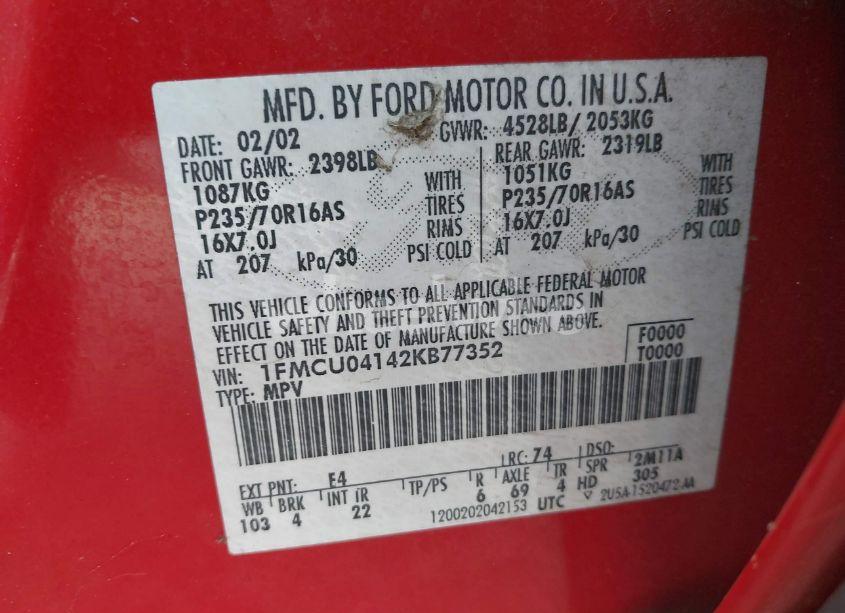 MFD. BY FORD MOTOR CO. IN U.S.A.
DATE: 02/02 GVWR: 4528LB/ 2053KG
FRONT GAWR: 2398LB REAR GAWR: 2319LB
1087KG WITH 1051KG WITH
P235/70R16AS TIRES P235/70R16AS TIRES
16X7.0J RIMS 16X7.0J RIMS
AT 207 kPa/30 PSI COLD AT 207 kPa/30 PSI COLD
THIS VEHICLE CONFORMS TO ALL APPLICABLE FEDERAL MOTOR
VEHICLE SAFETY AND THEFT PREVENTION STANDARDS IN
EFFECT ON THE DATE OF MANUFACTURE SHOWN ABOVE.
VIN: 1FMCU04142KB77352 F0000
TYPE: MPV T0000
EXT PNT: E4 LRC: 74 DSO: 2M11A
WB BRK INT TR TP/PS R AXLE TR SPR
103 4 22 6 69 4 HD 305
1200202042153 UTC ▽ 2U5A-1520472-AA